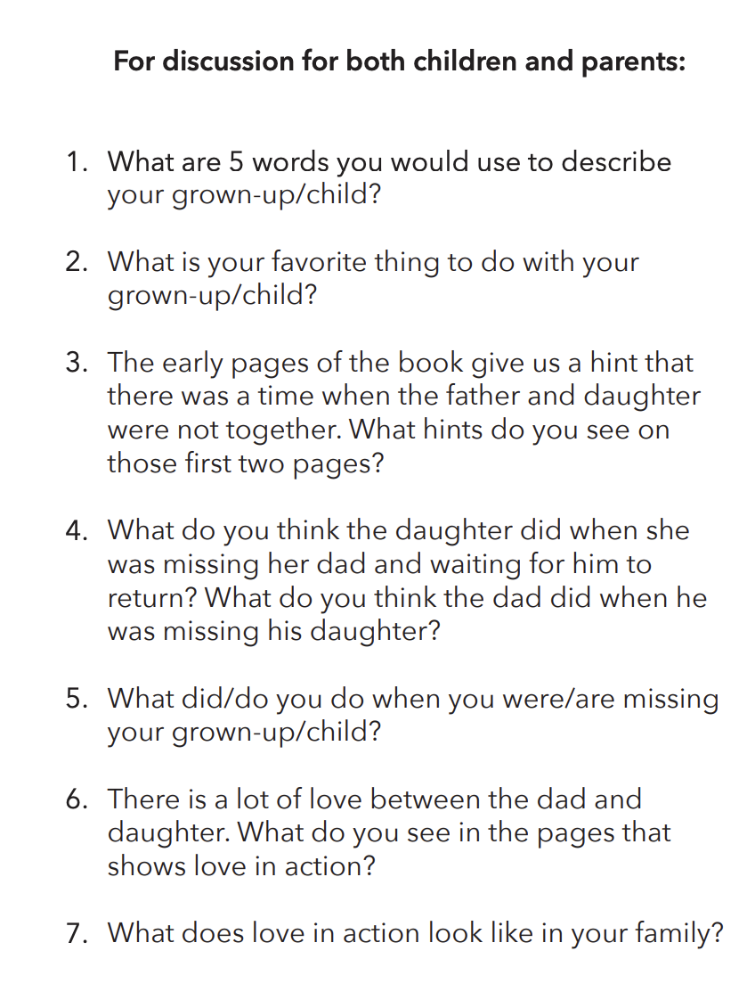 For discussion for both children and parents:
1. What are 5 words you would use to describe
your grown-up/child?
2. What is your favorite thing to do with your
grown-up/child?
3. The early pages of the book give us a hint that
there was a time when the father and daughter
were not together. What hints do you see on
those first two pages?
4. What do you think the daughter did when she
was missing her dad and waiting for him to
return? What do you think the dad did when he
was missing his daughter?
5. What did/do you do when you were/are missing
your grown-up/child?
6. There is a lot of love between the dad and
daughter. What do you see in the pages that
shows love in action?
7. What does love in action look like in your family?